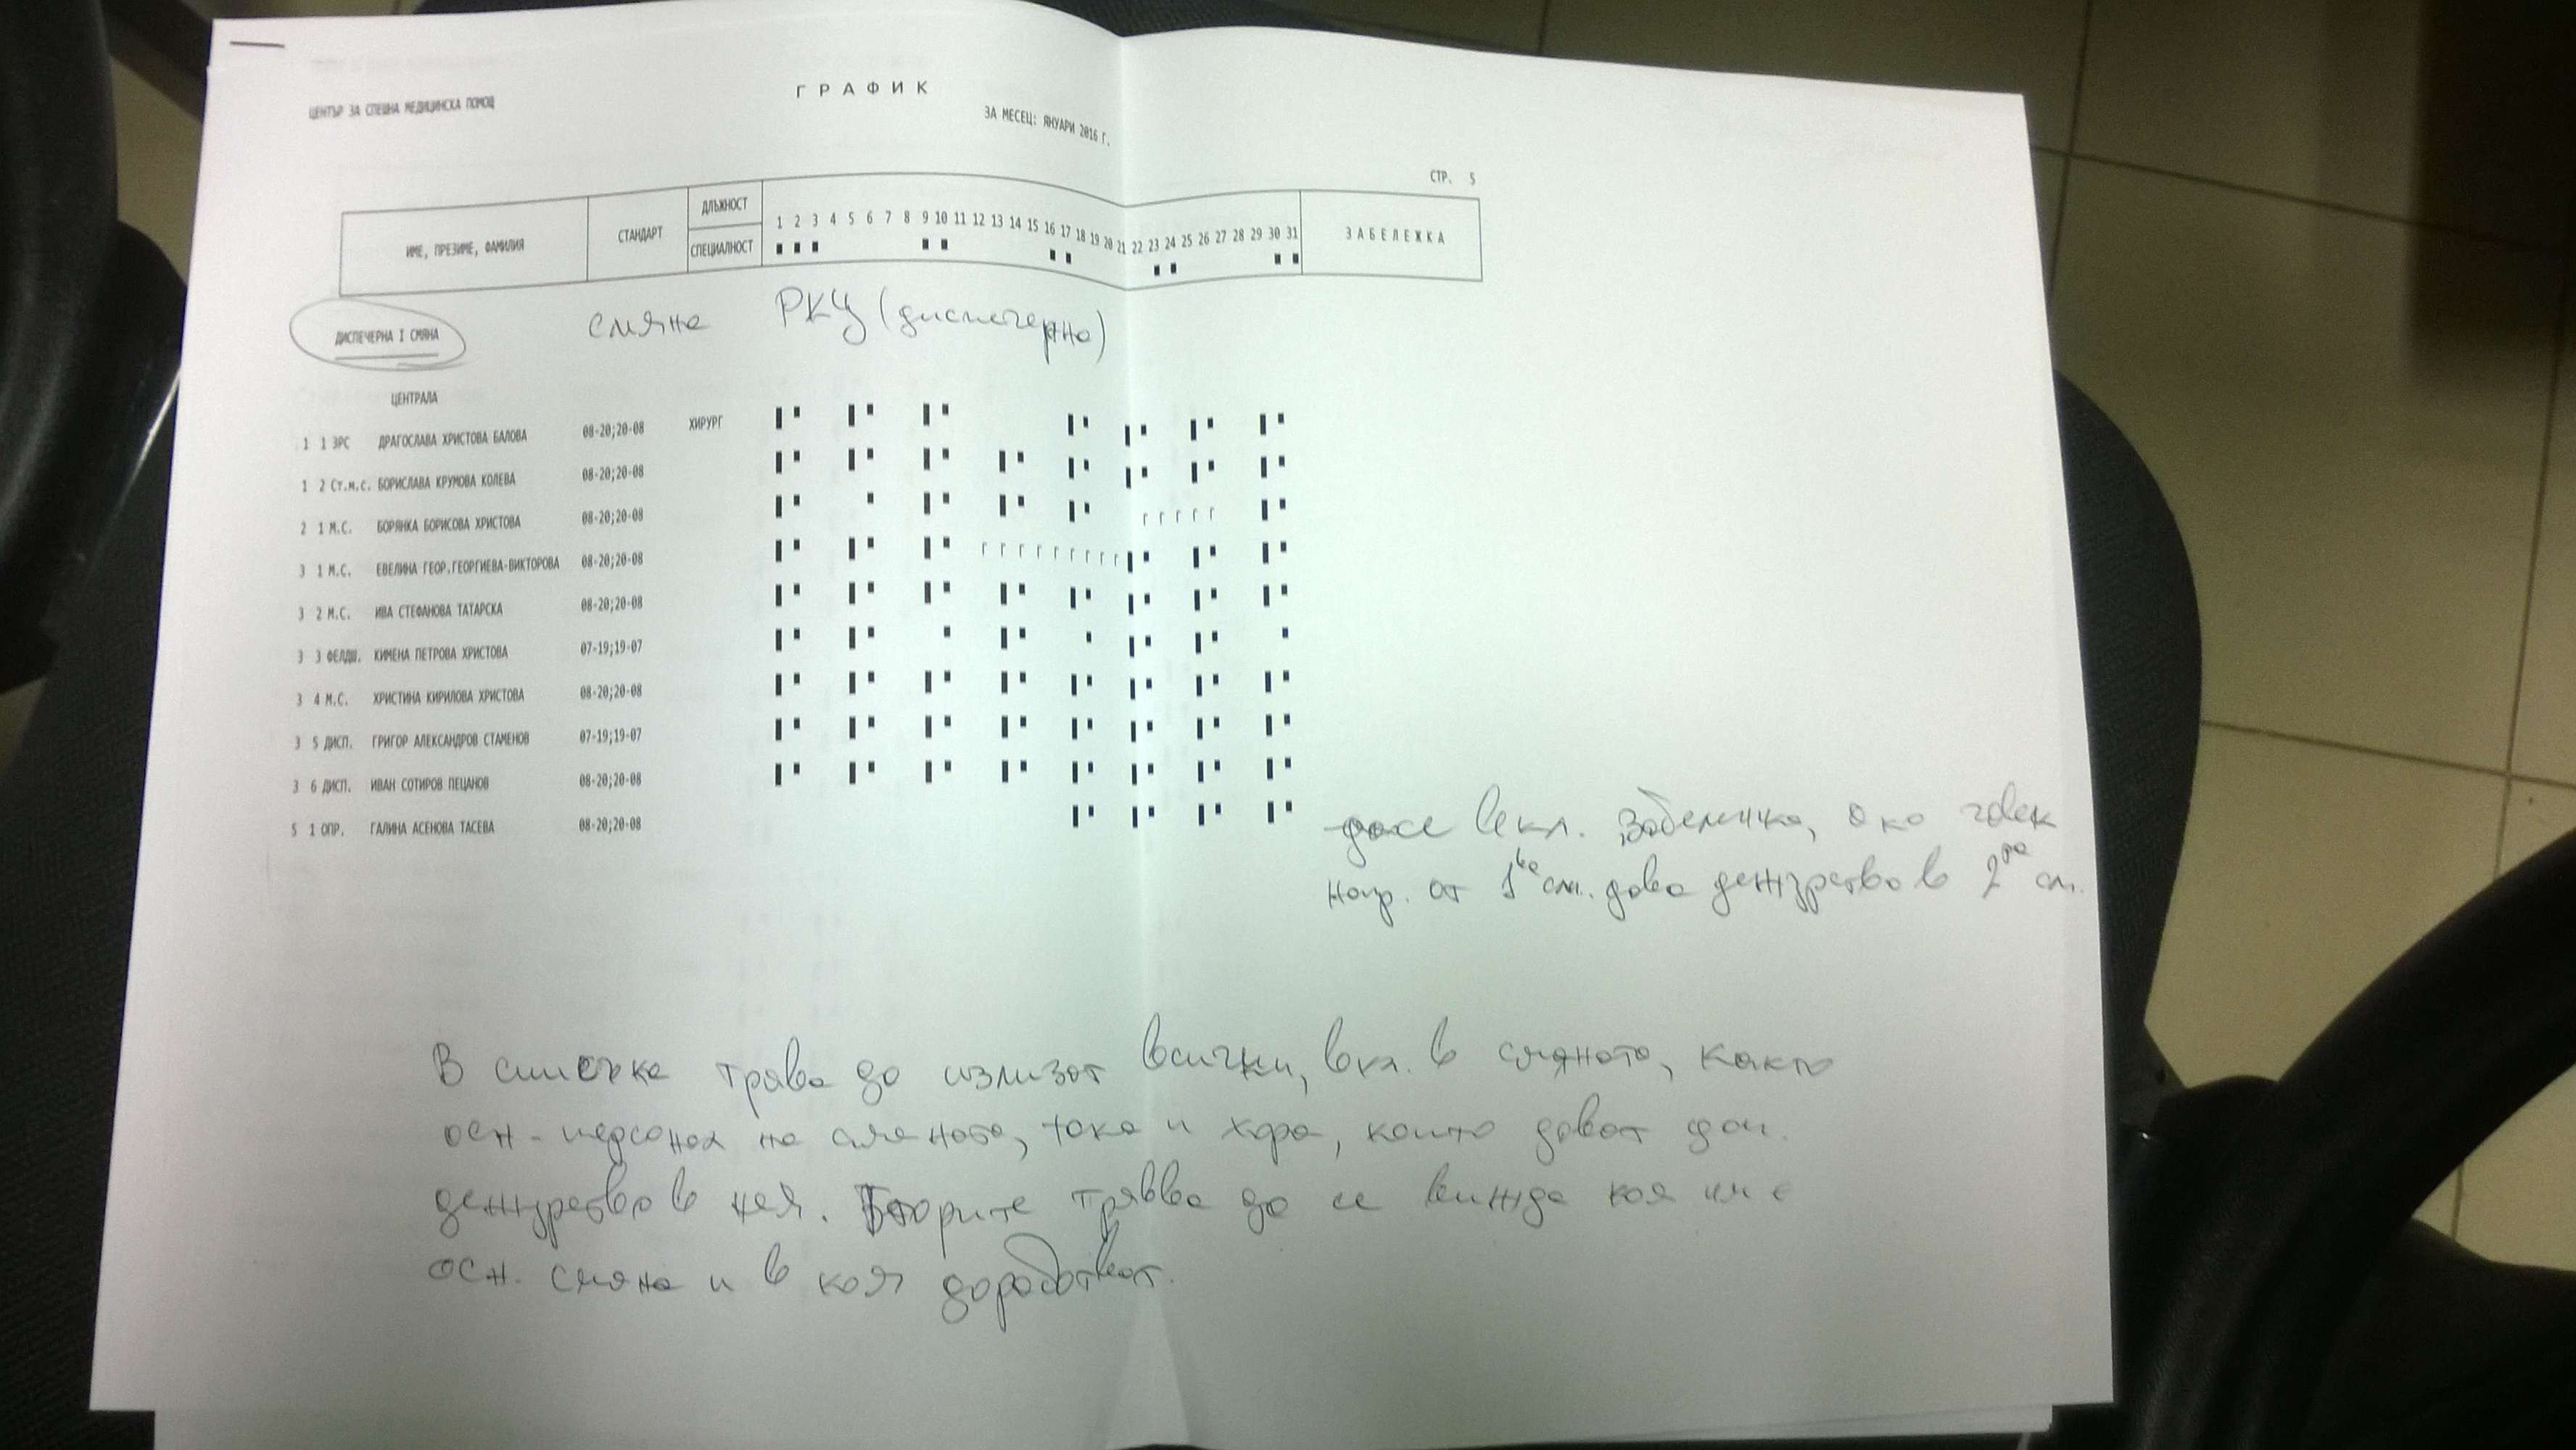 ГРАФИК
ЦЕНТЪР ЗА СПЕШНА МЕДИЦИНСКА ПОМОЩ
ЗА МЕСЕЦ: ЯНУАРИ 2016 г.
СТР. 5
ИМЕ, ПРЕЗИМЕ, ФАМИЛИЯ СТАНДАРТ ДЛЪЖНОСТ СПЕЦИАЛНОСТ 1 2 3 4 5 6 7 8 9 10 11 12 13 14 15 16 17 18 19 20 21 22 23 24 25 26 27 28 29 30 31 ЗАБЕЛЕЖКА
ДИСПЕЧЕРНА I СМЯНА смяна РКЦ (диспечерна)
ЦЕНТРАЛА
1 1 ЗРС ДРАГОСЛАВА ХРИСТОВА БАЛОВА 08-20;20-08 ХИРУРГ
1 2 Ст.м.с. БОРИСЛАВА КРУМОВА КОЛЕВА 08-20;20-08
2 1 М.С. БОРЯНКА БОРИСОВА ХРИСТОВА 08-20;20-08 Г Г Г Г Г
3 1 М.С. ЕВЕЛИНА ГЕОР.ГЕОРГИЕВА-ВИКТОРОВА 08-20;20-08 Г Г Г Г Г Г Г Г Г
3 2 М.С. ИВА СТЕФАНОВА ТАТАРСКА 08-20;20-08
3 3 ФЕЛДШ. КИМЕНА ПЕТРОВА ХРИСТОВА 07-19;19-07
3 4 М.С. ХРИСТИНА КИРИЛОВА ХРИСТОВА 08-20;20-08
3 5 ДИСП. ГРИГОР АЛЕКСАНДРОВ СТАМЕНОВ 07-19;19-07
3 6 ДИСП. ИВАН СОТИРОВ ПЕЦАНОВ 08-20;20-08
5 1 ОПР. ГАЛИНА АСЕНОВА ТАСЕВА 08-20;20-08
вкл. забележка, ако човек
напр. от 1ва см. дава дежурство в 2ра см.
В списъка трябва да излизат всички, вкл. в смяната, както
осн. персонал на смяната, така и хора, които дават доп.
дежурство в нея. Вторите трябва да се вижда коя им е
осн. смяна и в коя доработват.